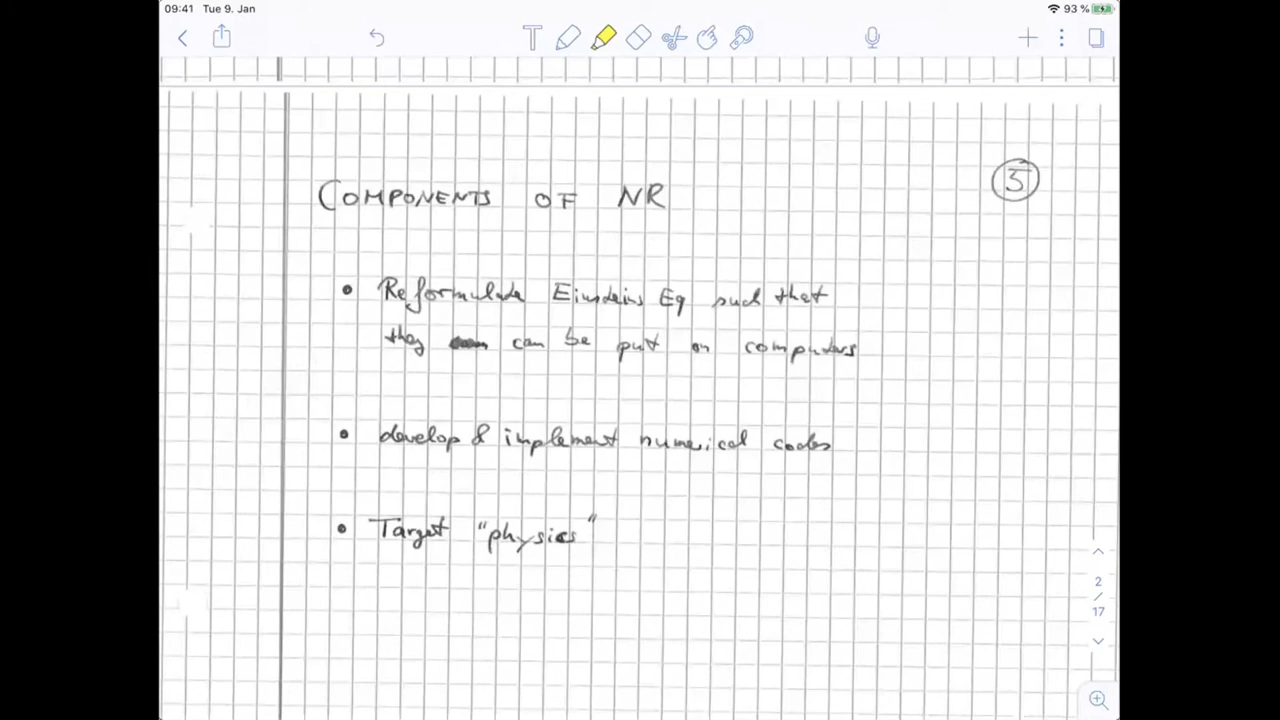 09:41 Tue 9. Jan
93 %
T
COMPONENTS OF NR
3
• Reformulate Einsteins Eq such that
they can be put on computers
• develop & implement numerical codes
• Target "physics"
2
/
17